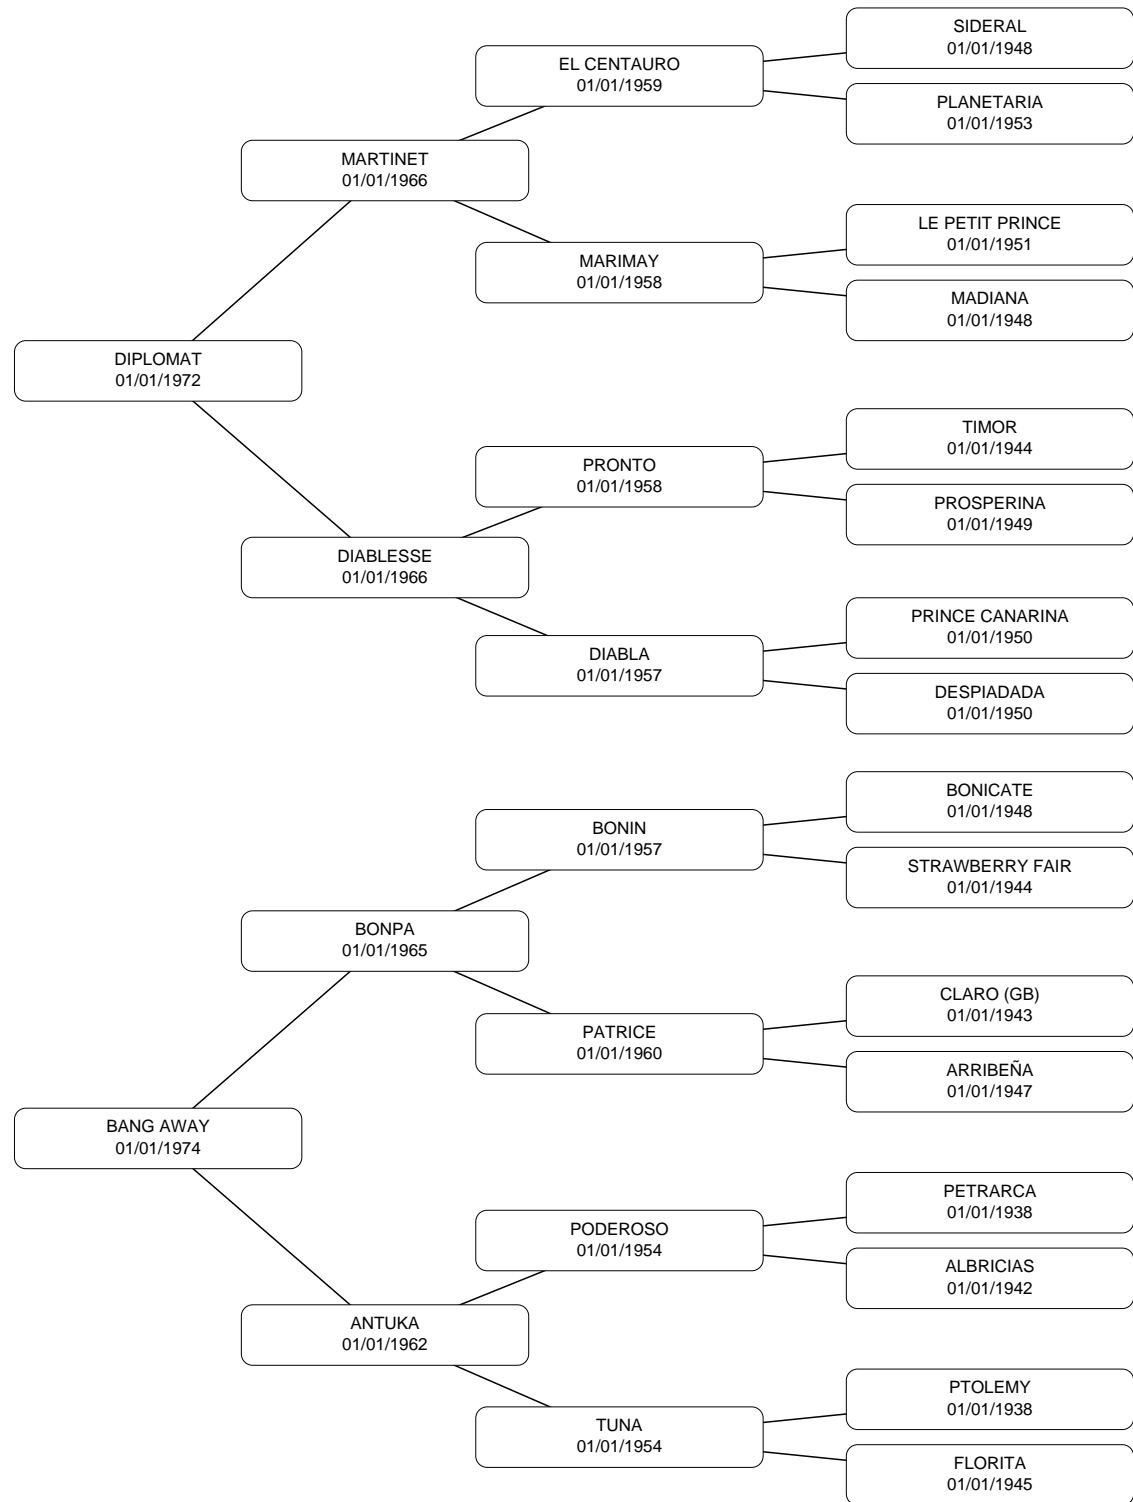 SIDERAL
01/01/1948
EL CENTAURO
01/01/1959
PLANETARIA
01/01/1953
MARTINET
01/01/1966
LE PETIT PRINCE
01/01/1951
MARIMAY
01/01/1958
MADIANA
01/01/1948
DIPLOMAT
01/01/1972
TIMOR
01/01/1944
PRONTO
01/01/1958
PROSPERINA
01/01/1949
DIABLESSE
01/01/1966
PRINCE CANARINA
01/01/1950
DIABLA
01/01/1957
DESPIADADA
01/01/1950
BONICATE
01/01/1948
BONIN
01/01/1957
STRAWBERRY FAIR
01/01/1944
BONPA
01/01/1965
CLARO (GB)
01/01/1943
PATRICE
01/01/1960
ARRIBEÑA
01/01/1947
BANG AWAY
01/01/1974
PETRARCA
01/01/1938
PODEROSO
01/01/1954
ALBRICIAS
01/01/1942
ANTUKA
01/01/1962
PTOLEMY
01/01/1938
TUNA
01/01/1954
FLORITA
01/01/1945